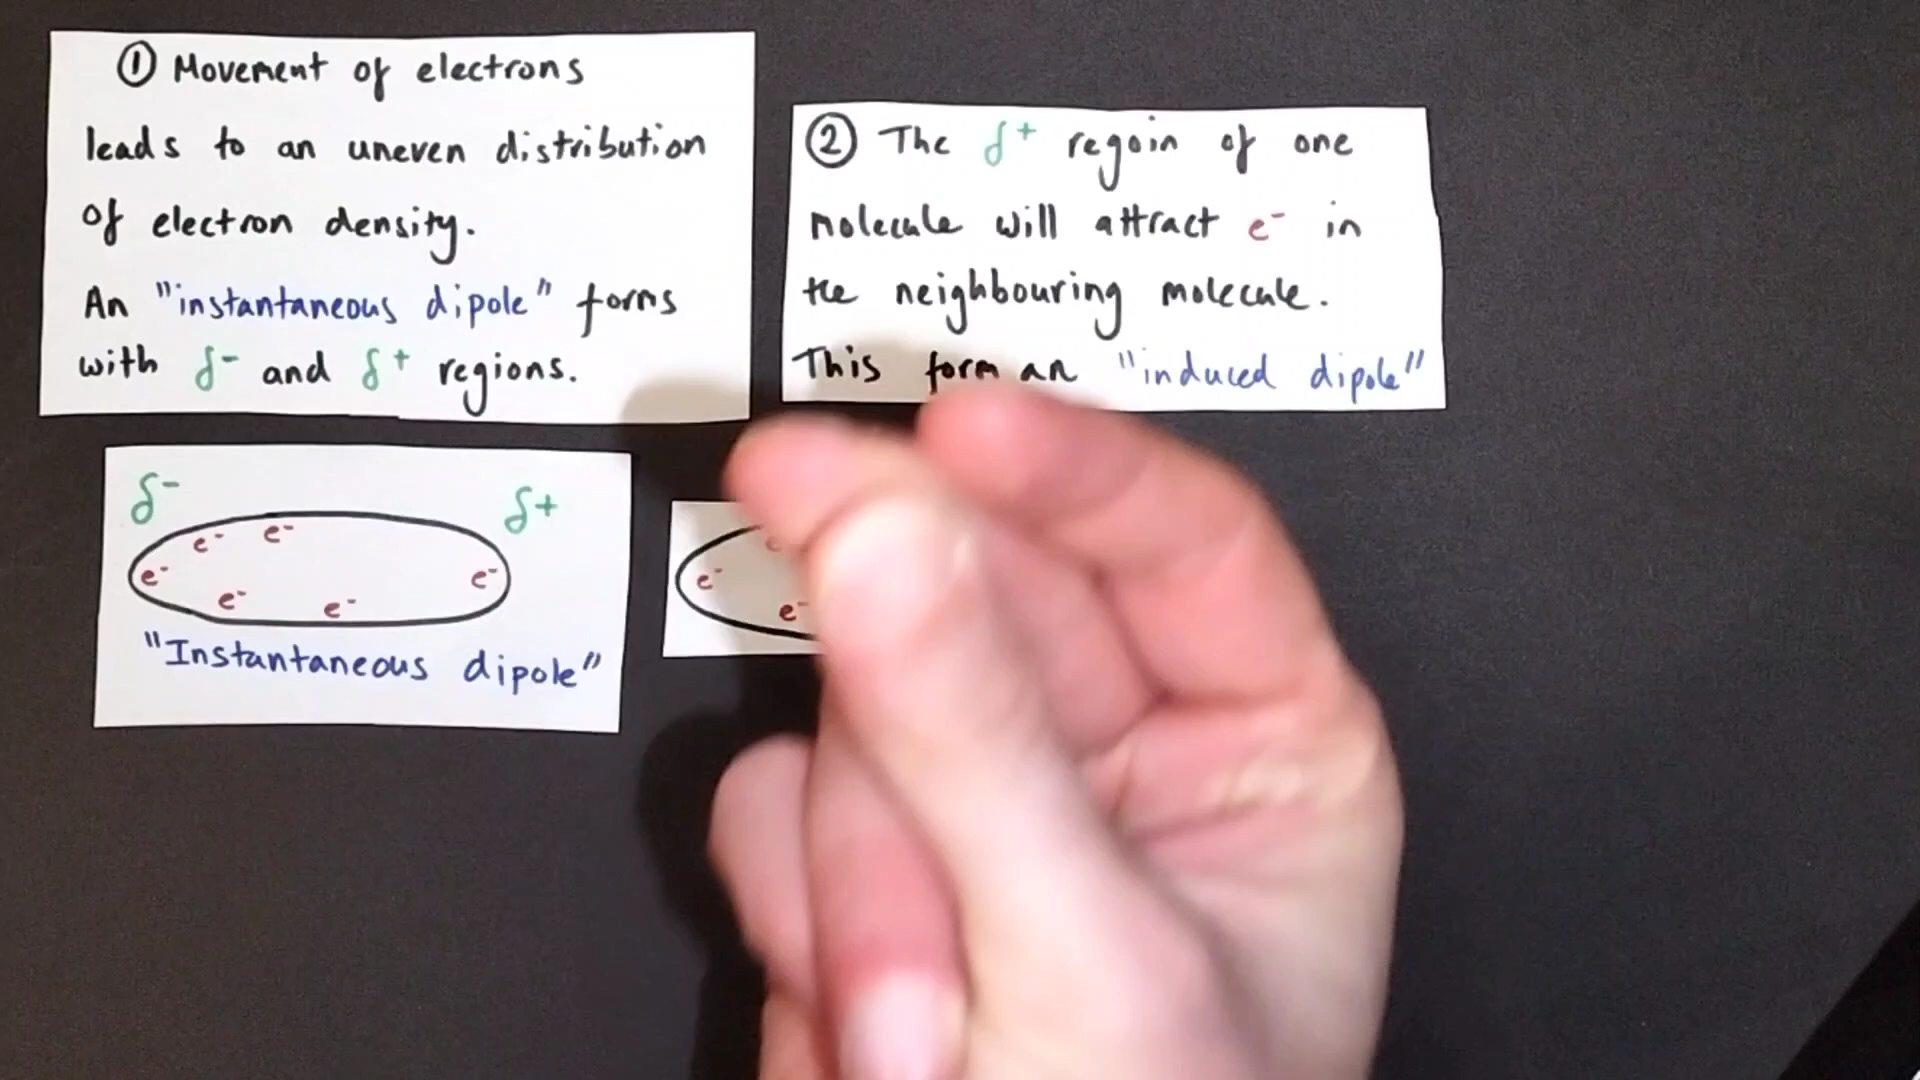 ① Movement of electrons
leads to an uneven distribution
of electron density.
An "instantaneous dipole" forms
with δ- and δ+ regions.
② The δ+ regoin of one
molecule will attract e- in
the neighbouring molecule.
This form an "induced dipole"
δ- δ+
e- e-
e- e-
e- e-
"Instantaneous dipole"
e-
e-